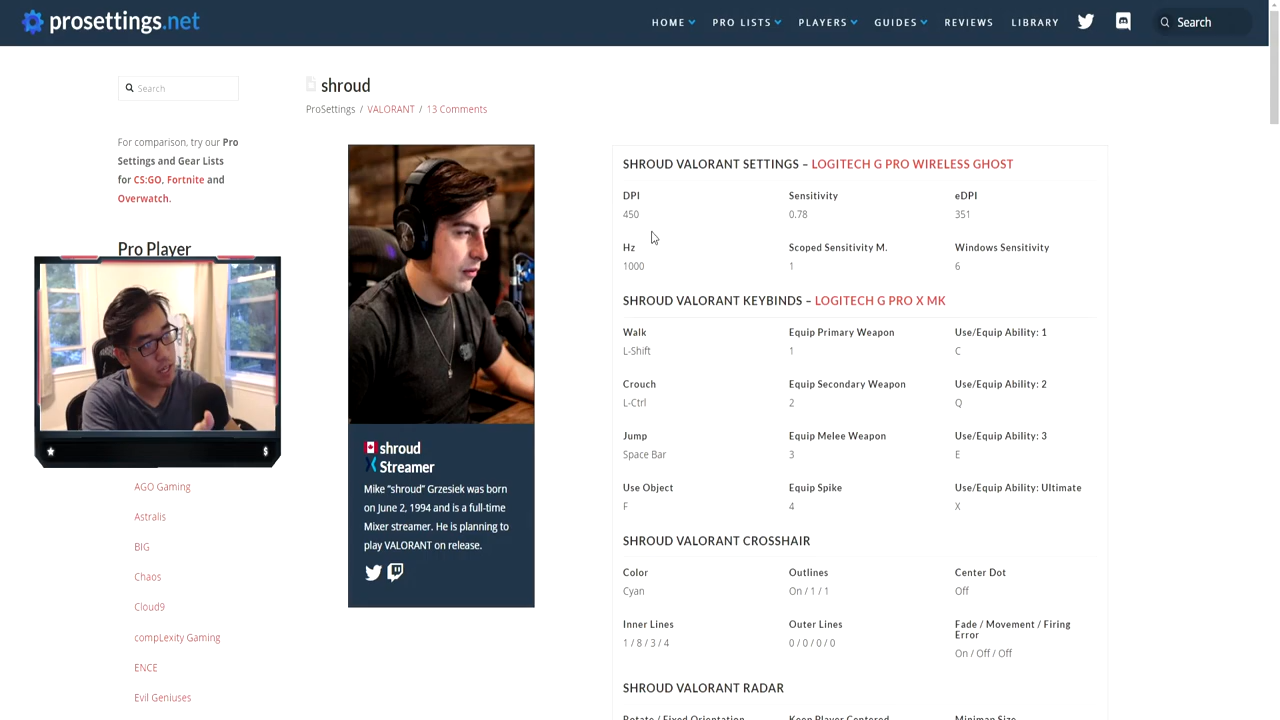 prosettings.net
HOME PRO LISTS PLAYERS GUIDES REVIEWS LIBRARY Search
Search
For comparison, try our Pro
Settings and Gear Lists
for CS:GO, Fortnite and
Overwatch.
Pro Player
AGO Gaming
Astralis
BIG
Chaos
Cloud9
compLexity Gaming
ENCE
Evil Geniuses
shroud
ProSettings / VALORANT / 13 Comments
shroud
Streamer
Mike "shroud" Grzesiek was born
on June 2, 1994 and is a full-time
Mixer streamer. He is planning to
play VALORANT on release.
SHROUD VALORANT SETTINGS – LOGITECH G PRO WIRELESS GHOST
DPI Sensitivity eDPI
450 0.78 351
Hz Scoped Sensitivity M. Windows Sensitivity
1000 1 6
SHROUD VALORANT KEYBINDS – LOGITECH G PRO X MK
Walk Equip Primary Weapon Use/Equip Ability: 1
L-Shift 1 C
Crouch Equip Secondary Weapon Use/Equip Ability: 2
L-Ctrl 2 Q
Jump Equip Melee Weapon Use/Equip Ability: 3
Space Bar 3 E
Use Object Equip Spike Use/Equip Ability: Ultimate
F 4 X
SHROUD VALORANT CROSSHAIR
Color Outlines Center Dot
Cyan On / 1 / 1 Off
Inner Lines Outer Lines Fade / Movement / Firing
Error
1 / 8 / 3 / 4 0 / 0 / 0 / 0 On / Off / Off
SHROUD VALORANT RADAR
Rotate / Fixed Orientation Keep Player Centered Minimap Size